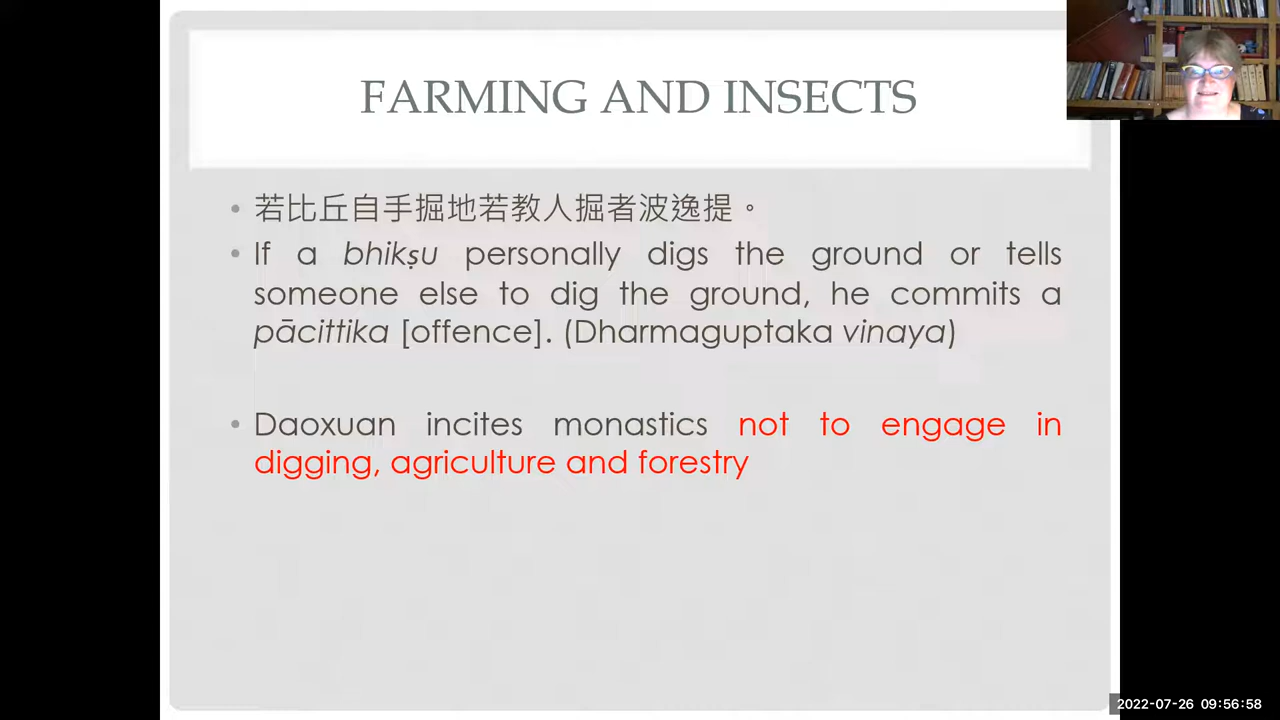 FARMING AND INSECTS
• 若比丘自手掘地若教人掘者波逸提。
• If a bhikṣu personally digs the ground or tells
someone else to dig the ground, he commits a
pācittika [offence]. (Dharmaguptaka vinaya)
• Daoxuan incites monastics not to engage in
digging, agriculture and forestry
2022-07-26 09:56:58